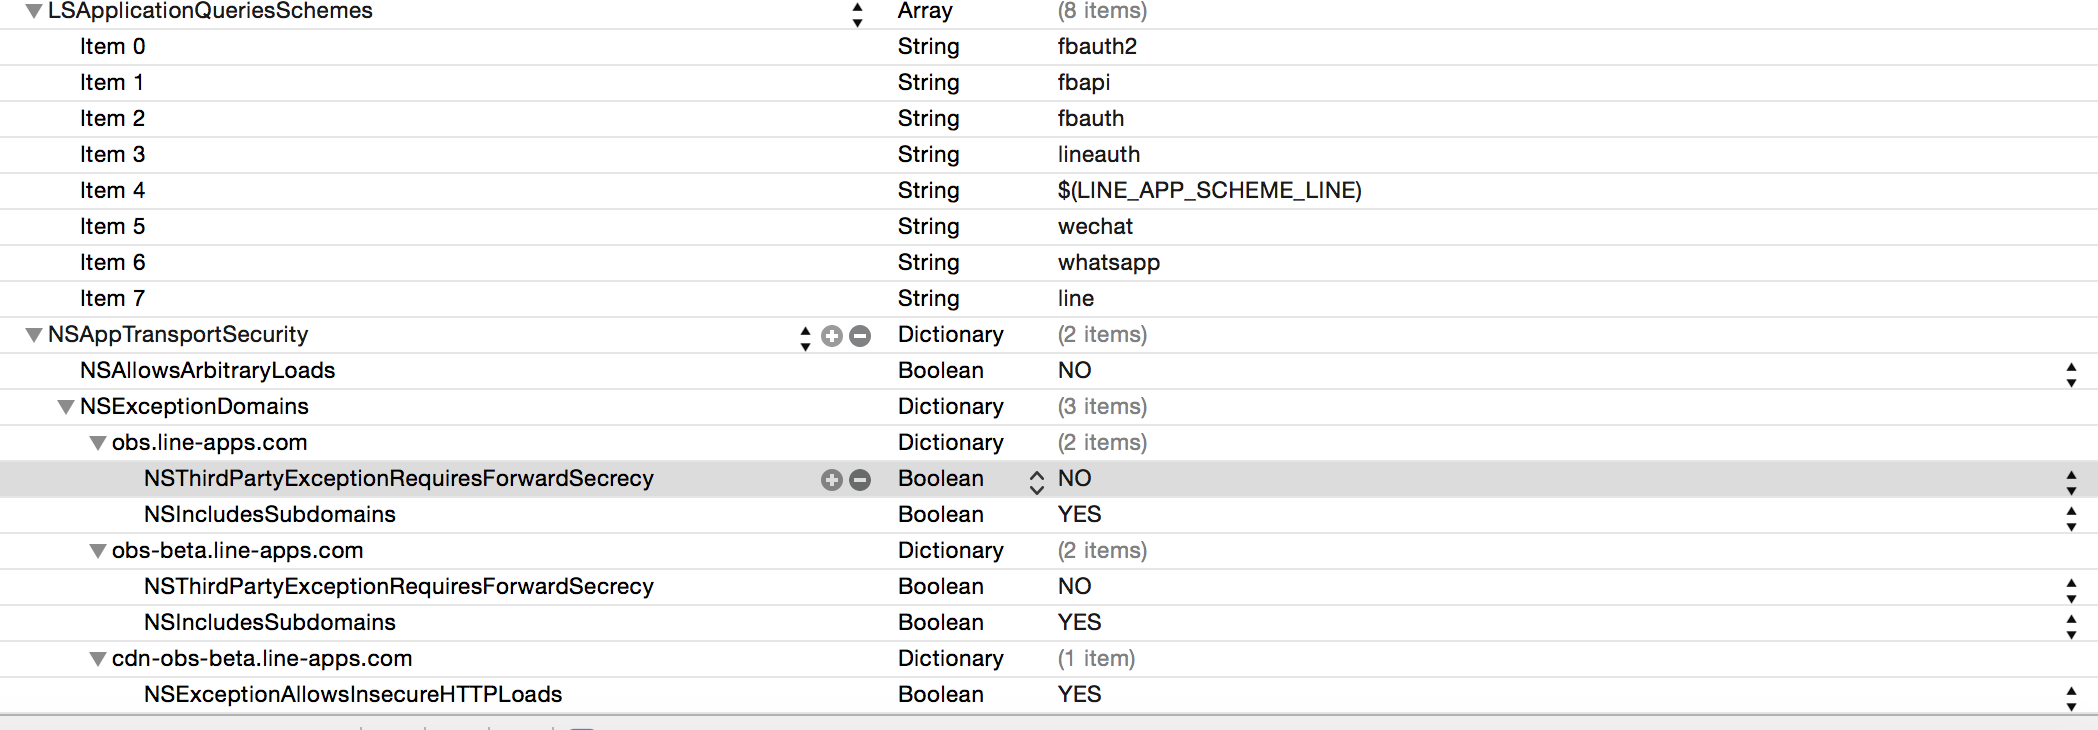 LSApplicationQueriesSchemes Array (8 items)
Item 0 String fbauth2
Item 1 String fbapi
Item 2 String fbauth
Item 3 String lineauth
Item 4 String $(LINE_APP_SCHEME_LINE)
Item 5 String wechat
Item 6 String whatsapp
Item 7 String line
NSAppTransportSecurity Dictionary (2 items)
NSAllowsArbitraryLoads Boolean NO
NSExceptionDomains Dictionary (3 items)
obs.line-apps.com Dictionary (2 items)
NSThirdPartyExceptionRequiresForwardSecrecy Boolean NO
NSIncludesSubdomains Boolean YES
obs-beta.line-apps.com Dictionary (2 items)
NSThirdPartyExceptionRequiresForwardSecrecy Boolean NO
NSIncludesSubdomains Boolean YES
cdn-obs-beta.line-apps.com Dictionary (1 item)
NSExceptionAllowsInsecureHTTPLoads Boolean YES